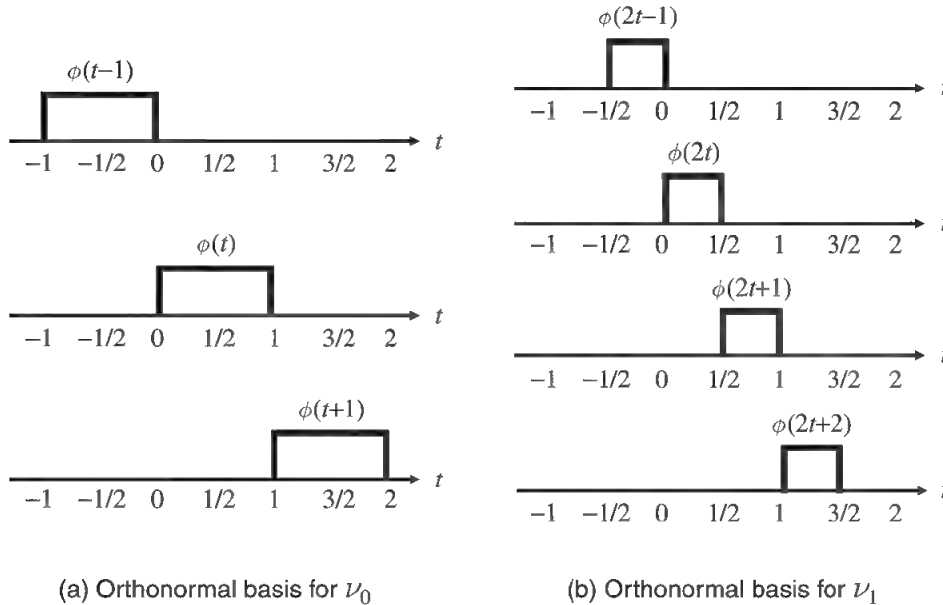 ϕ(t−1)
t
−1 −1/2 0 1/2 1 3/2 2
ϕ(t)
t
−1 −1/2 0 1/2 1 3/2 2
ϕ(t+1)
t
−1 −1/2 0 1/2 1 3/2 2
(a) Orthonormal basis for ν0
ϕ(2t−1)
−1 −1/2 0 1/2 1 3/2 2
ϕ(2t)
−1 −1/2 0 1/2 1 3/2 2
ϕ(2t+1)
−1 −1/2 0 1/2 1 3/2 2
ϕ(2t+2)
−1 −1/2 0 1/2 1 3/2 2
(b) Orthonormal basis for ν1